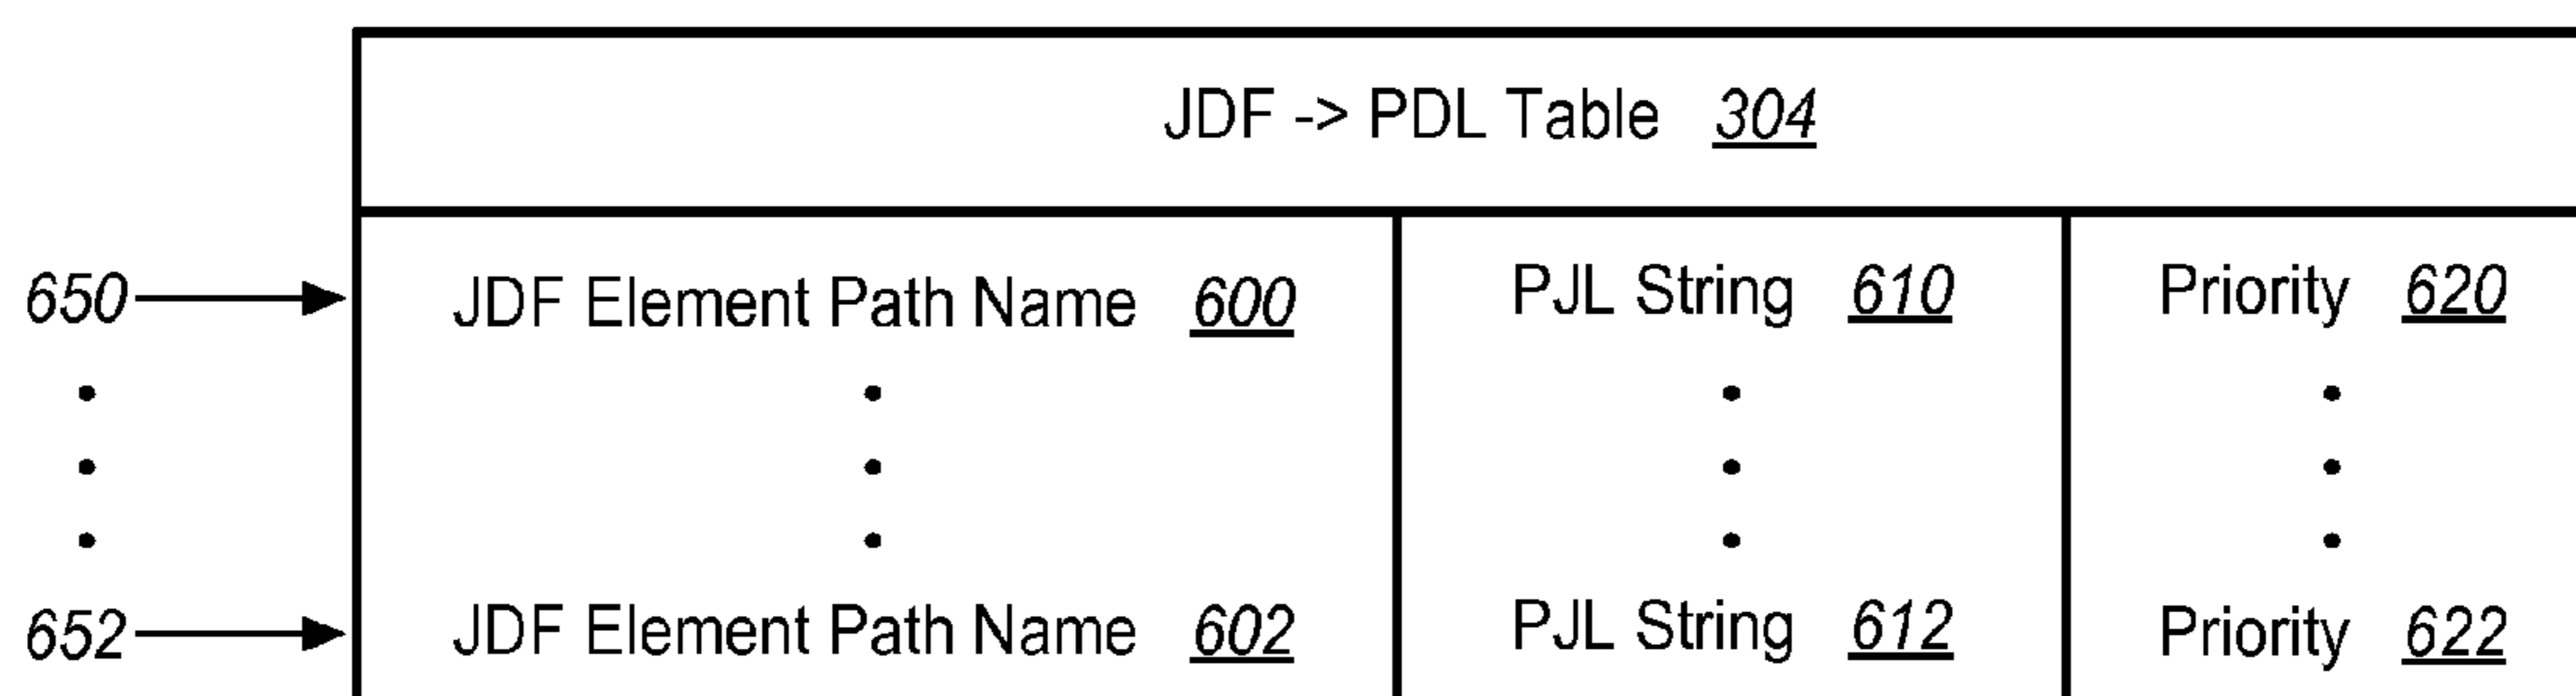 JDF -> PDL Table 304
650 JDF Element Path Name 600 PJL String 610 Priority 620
652 JDF Element Path Name 602 PJL String 612 Priority 622